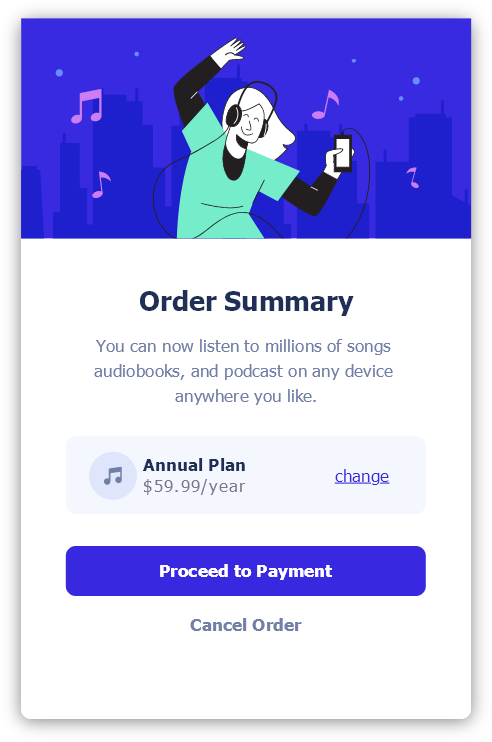 Order Summary
You can now listen to millions of songs
audiobooks, and podcast on any device
anywhere you like.
Annual Plan
$59.99/year
change
Proceed to Payment
Cancel Order